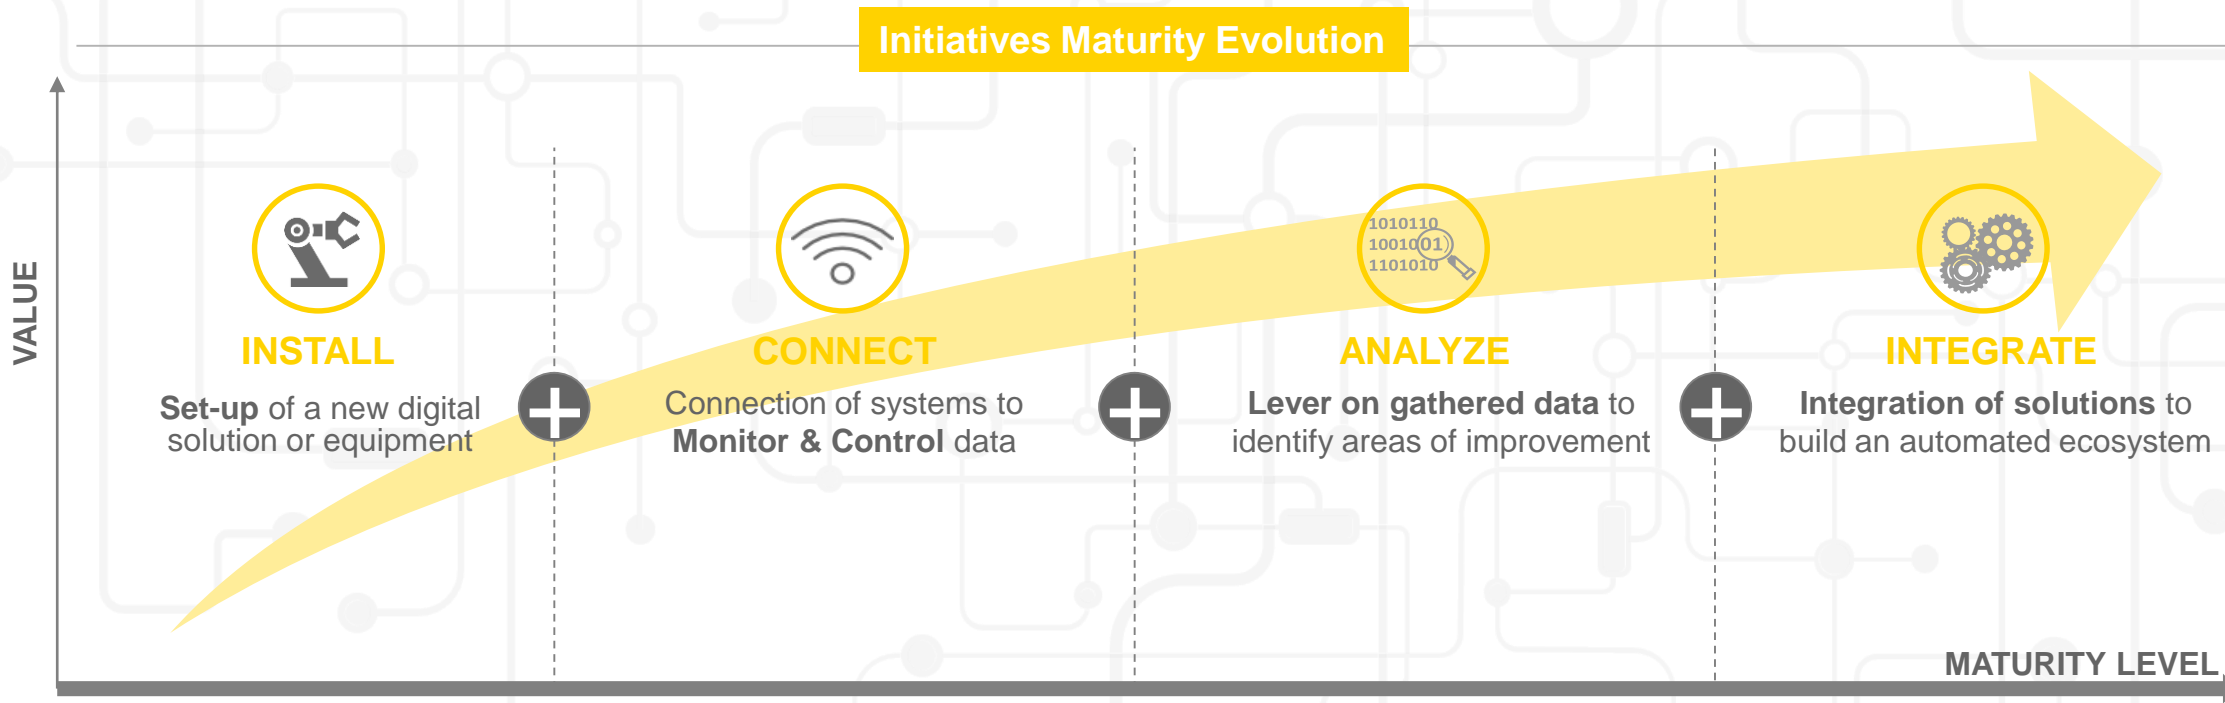 Initiatives Maturity Evolution
VALUE
INSTALL
Set-up of a new digital
solution or equipment
CONNECT
Connection of systems to
Monitor & Control data
1010110
1001001
1101010
ANALYZE
Lever on gathered data to
identify areas of improvement
INTEGRATE
Integration of solutions to
build an automated ecosystem
MATURITY LEVEL